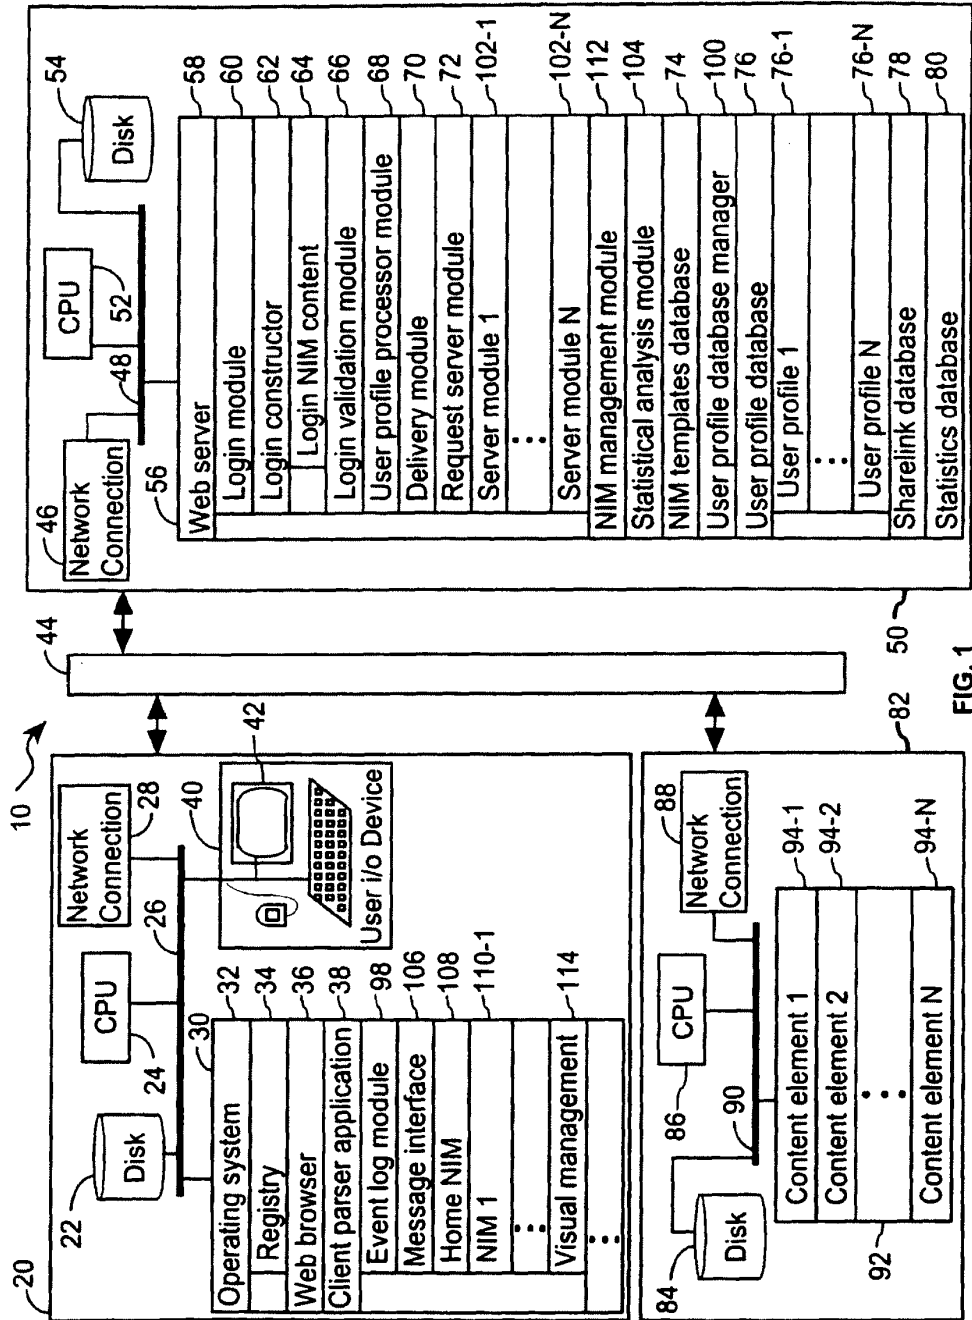 10
20
22
Disk
24
CPU
26
Network
Connection
28
40
42
User i/o Device
30
Operating system 32
Registry 34
Web browser 36
Client parser application 38
Event log module 98
Message interface 106
Home NIM 108
NIM 1 110-1
Visual management 114
44
46
Network
Connection
48
CPU
52
54
Disk
56
Web server 58
Login module 60
Login constructor 62
Login NIM content 64
Login validation module 66
User profile processor module 68
Delivery module 70
Request server module 72
Server module 1 102-1
Server module N 102-N
NIM management module 112
Statistical analysis module 104
NIM templates database 74
User profile database manager 100
User profile database 76
User profile 1 76-1
User profile N 76-N
Sharelink database 78
Statistics database 80
50
82
84
Disk
86
CPU
90
Network
Connection
88
92
Content element 1 94-1
Content element 2 94-2
Content element N 94-N
FIG. 1